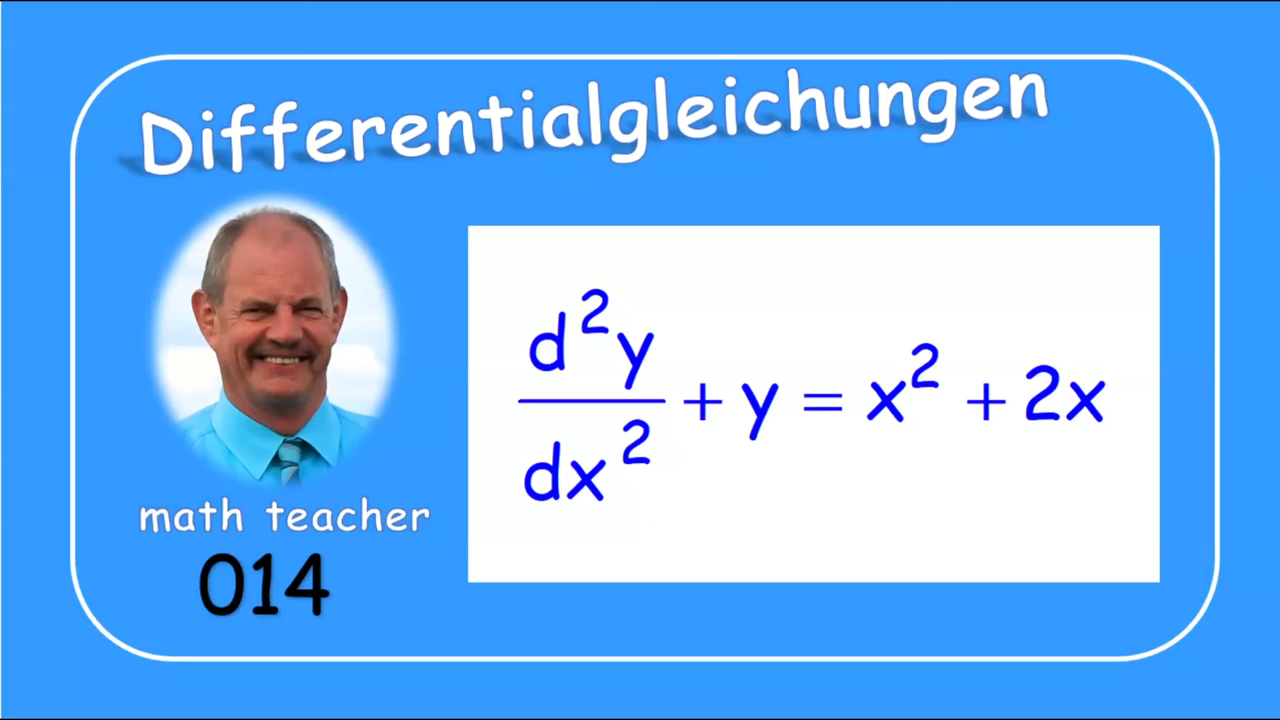 Differentialgleichungen
d²y/dx² + y = x² + 2x
math teacher
014